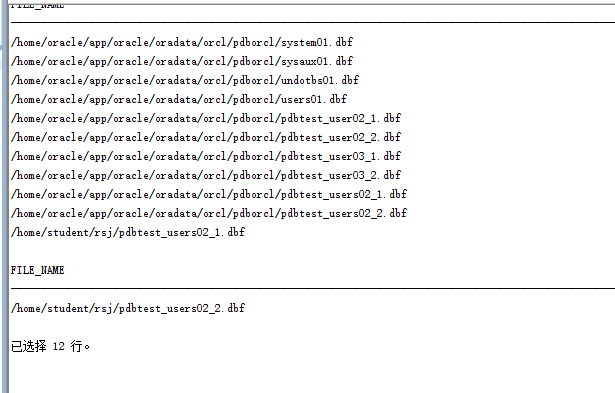 FILE_NAME
/home/oracle/app/oracle/oradata/orcl/pdborcl/system01.dbf
/home/oracle/app/oracle/oradata/orcl/pdborcl/sysaux01.dbf
/home/oracle/app/oracle/oradata/orcl/pdborcl/undotbs01.dbf
/home/oracle/app/oracle/oradata/orcl/pdborcl/users01.dbf
/home/oracle/app/oracle/oradata/orcl/pdborcl/pdbtest_user02_1.dbf
/home/oracle/app/oracle/oradata/orcl/pdborcl/pdbtest_user02_2.dbf
/home/oracle/app/oracle/oradata/orcl/pdborcl/pdbtest_user03_1.dbf
/home/oracle/app/oracle/oradata/orcl/pdborcl/pdbtest_user03_2.dbf
/home/oracle/app/oracle/oradata/orcl/pdborcl/pdbtest_users02_1.dbf
/home/oracle/app/oracle/oradata/orcl/pdborcl/pdbtest_users02_2.dbf
/home/student/rsj/pdbtest_users02_1.dbf
FILE_NAME
/home/student/rsj/pdbtest_users02_2.dbf
已选择 12 行。